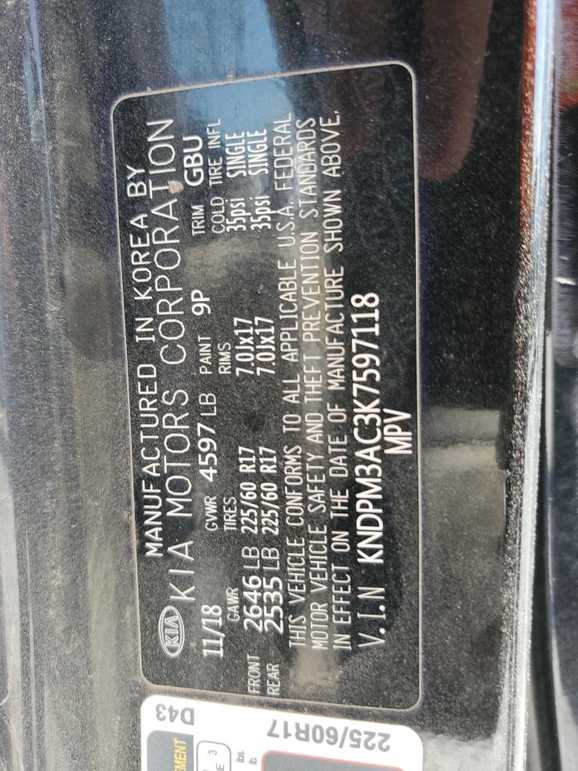 MANUFACTURED IN KOREA BY
KIA KIA MOTORS CORPORATION
11/18 GVWR 4597 LB PAINT 9P TRIM GBU
GAWR TIRES RIMS COLD TIRE INFL
FRONT 2646 LB 225/60 R17 7.0Jx17 35psi SINGLE
REAR 2535 LB 225/60 R17 7.0Jx17 35psi SINGLE
THIS VEHICLE CONFORMS TO ALL APPLICABLE U.S.A. FEDERAL
MOTOR VEHICLE SAFETY AND THEFT PREVENTION STANDARDS
IN EFFECT ON THE DATE OF MANUFACTURE SHOWN ABOVE.
V.I.N KNDPM3AC3K7597118
MPV
D43
225/60R17
3